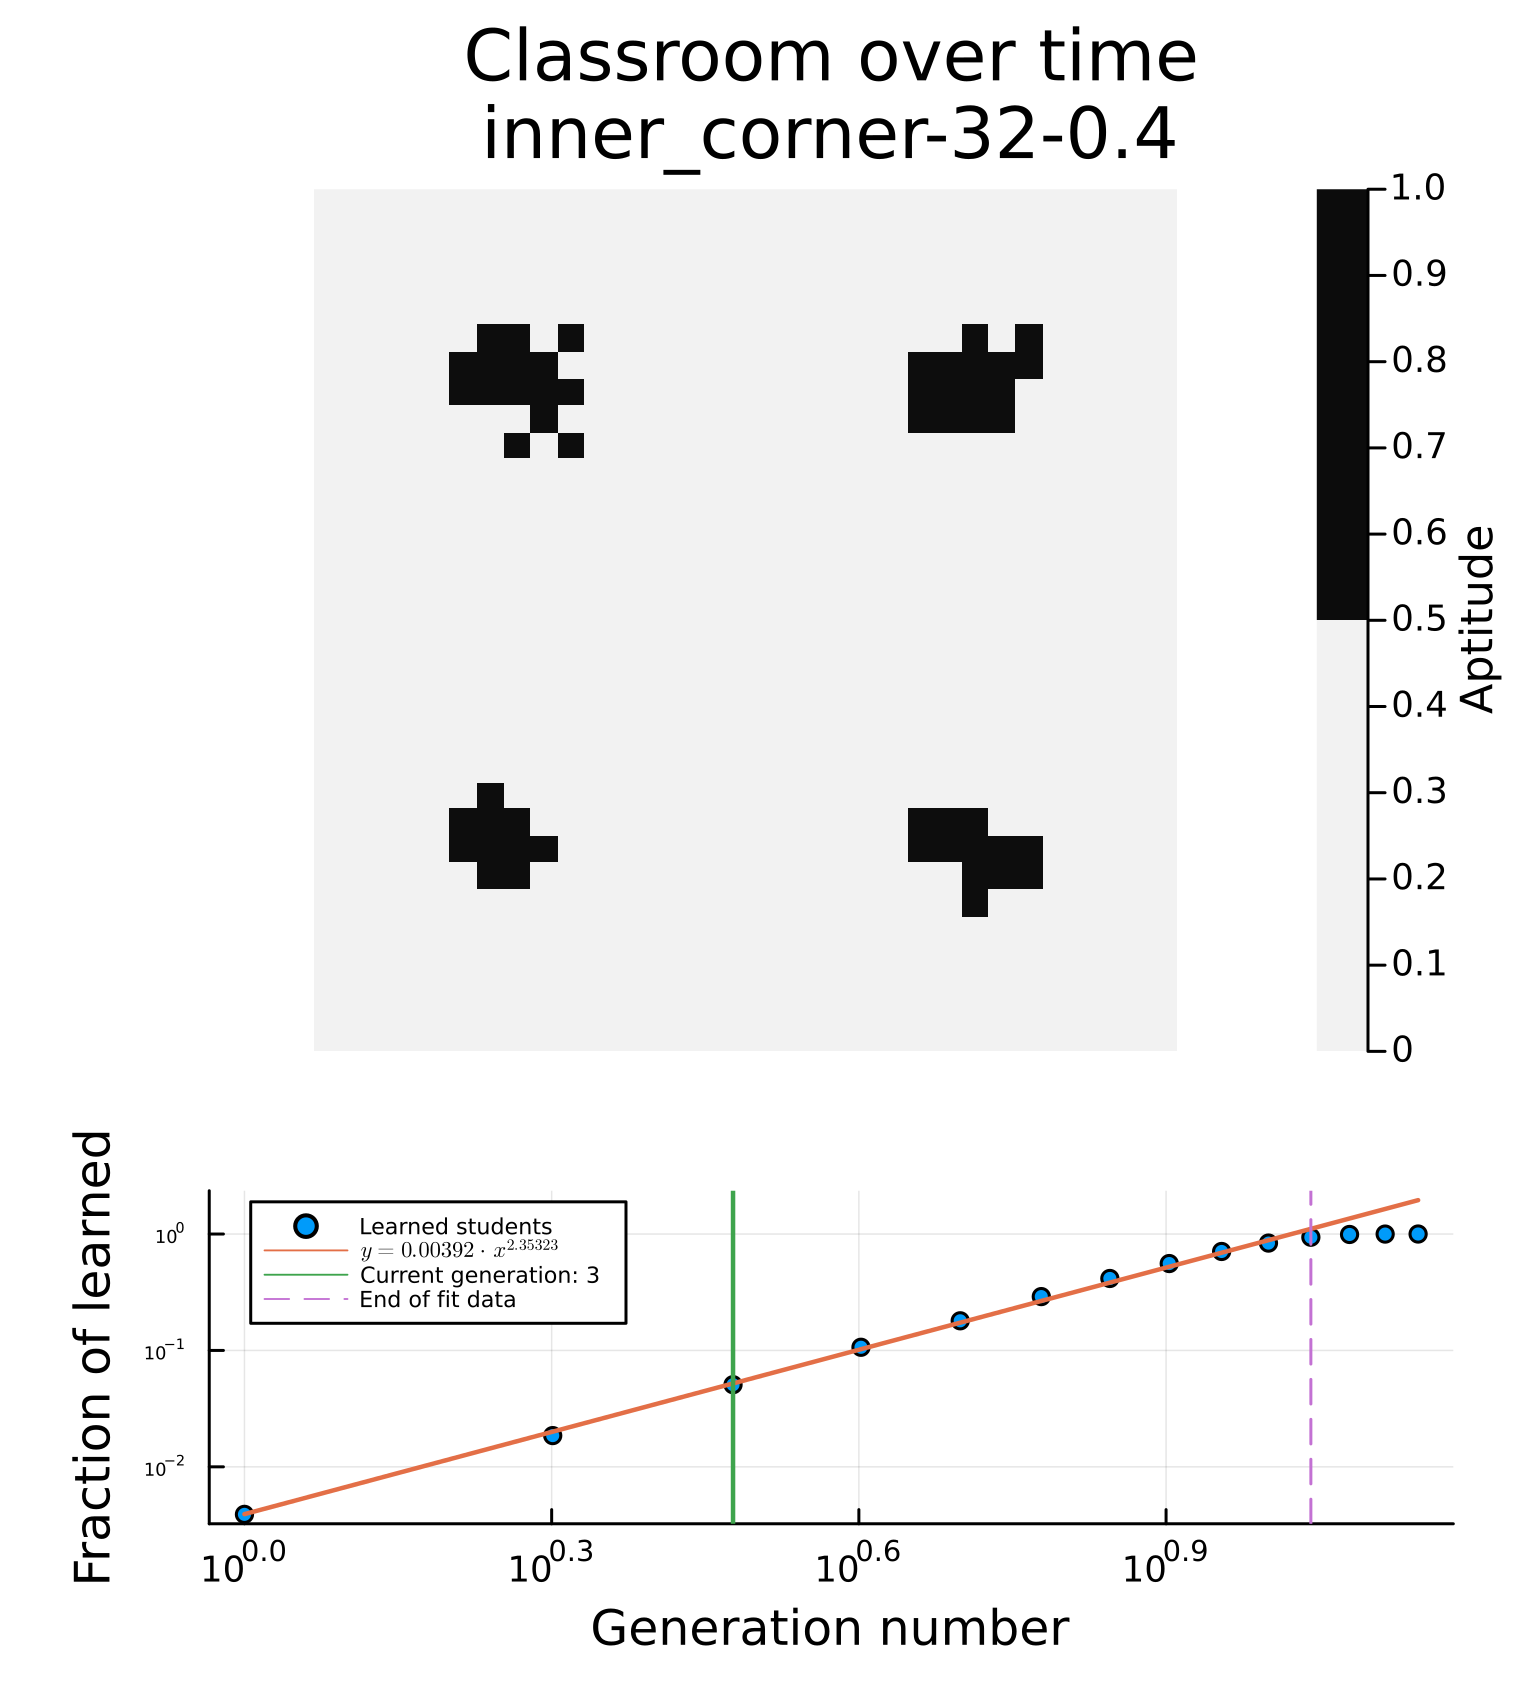 Classroom over time
inner_corner-32-0.4
1.0
0.9
0.8
0.7
0.6
0.5
0.4
0.3
0.2
0.1
0
Aptitude
Fraction of learned
10^0
10^−1
10^−2
Learned students
y = 0.00392 · x^2.35323
Current generation: 3
End of fit data
10^0.0 10^0.3 10^0.6 10^0.9
Generation number